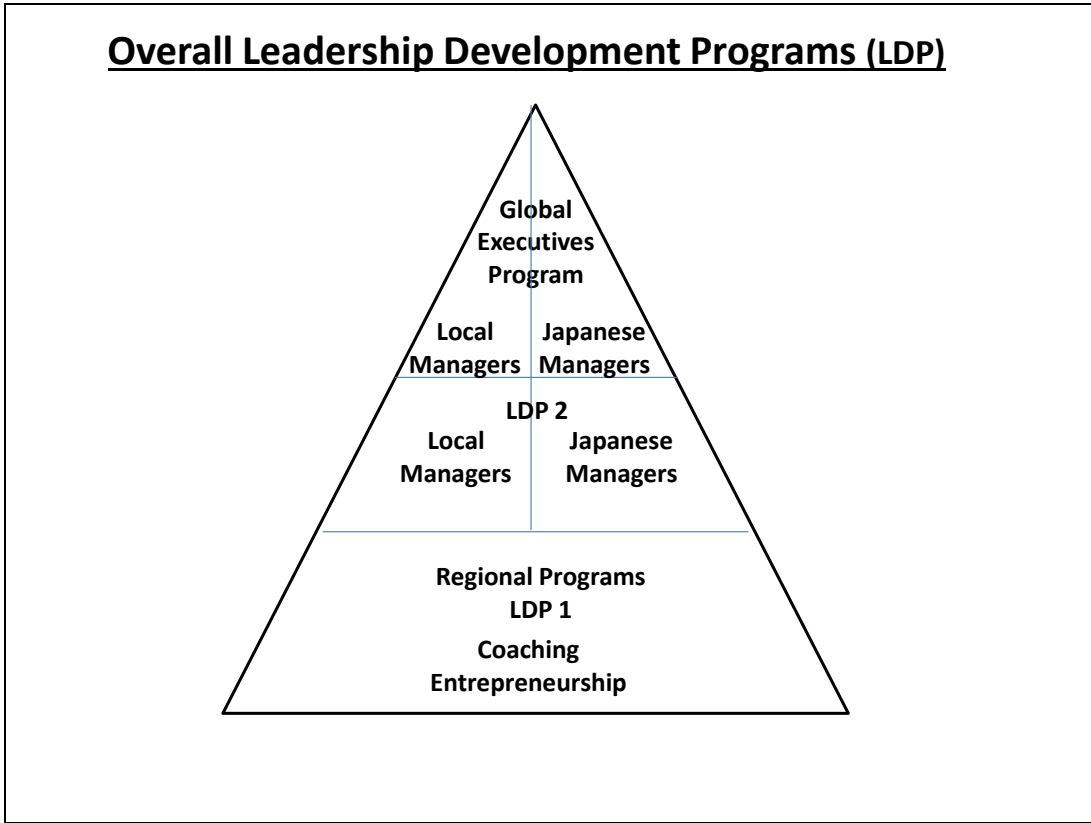 Overall Leadership Development Programs (LDP)
Global
Executives
Program
Local
Managers
Japanese
Managers
LDP 2
Local
Managers
Japanese
Managers
Regional Programs
LDP 1
Coaching
Entrepreneurship